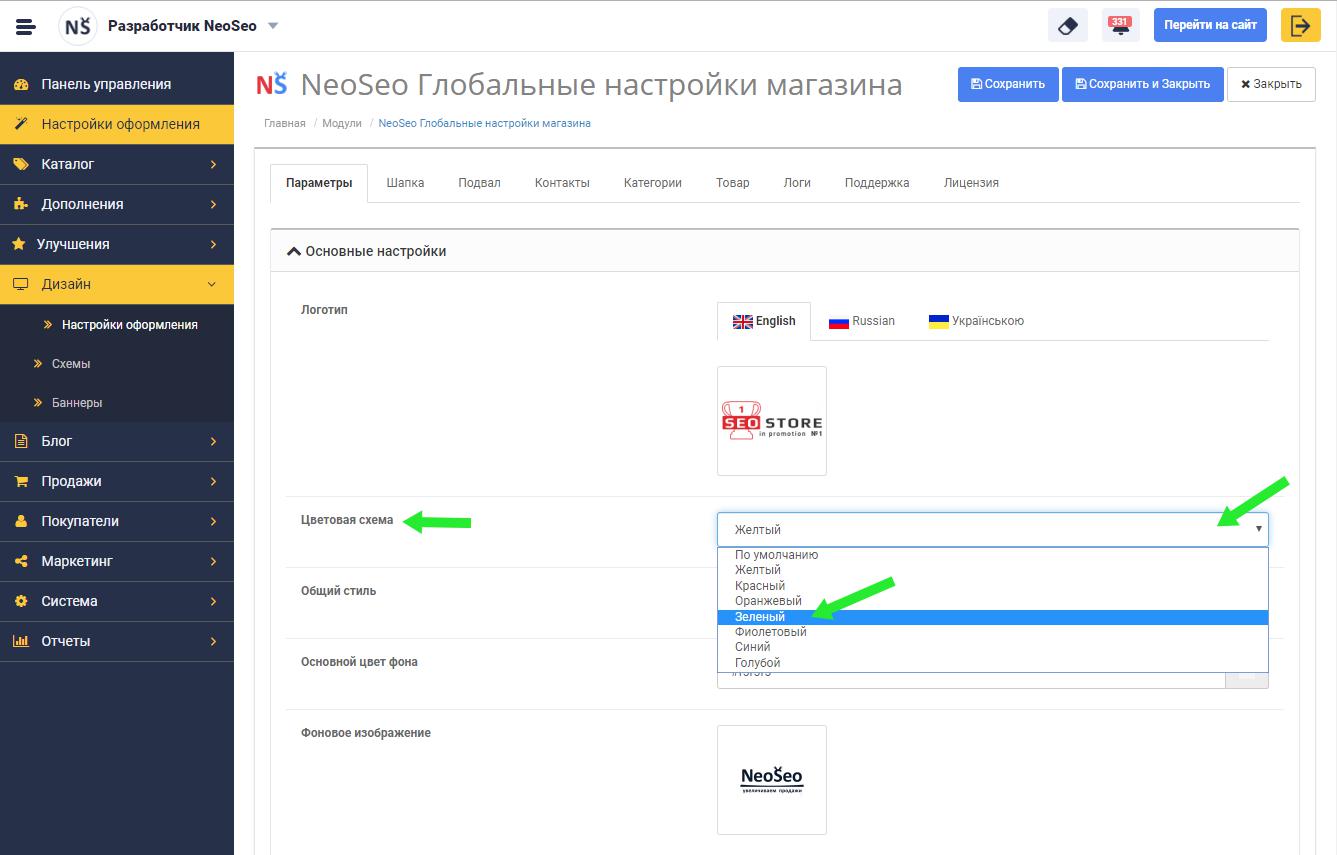 NŠ Разработчик NeoSeo
331
Перейти на сайт
Панель управления
Настройки оформления
Каталог
Дополнения
Улучшения
Дизайн
Настройки оформления
Схемы
Баннеры
Блог
Продажи
Покупатели
Маркетинг
Система
Отчеты
NŠ NeoSeo Глобальные настройки магазина
Сохранить
Сохранить и Закрыть
Закрыть
Главная / Модули / NeoSeo Глобальные настройки магазина
Параметры Шапка Подвал Контакты Категории Товар Логи Поддержка Лицензия
Основные настройки
Логотип
English Russian Українською
1
SEO STORE
in promotion №1
Цветовая схема
Желтый
По умолчанию
Желтый
Красный
Оранжевый
Зеленый
Фиолетовый
Синий
Голубой
Общий стиль
Основной цвет фона
Фоновое изображение
NeoSeo
увеличиваем продажи